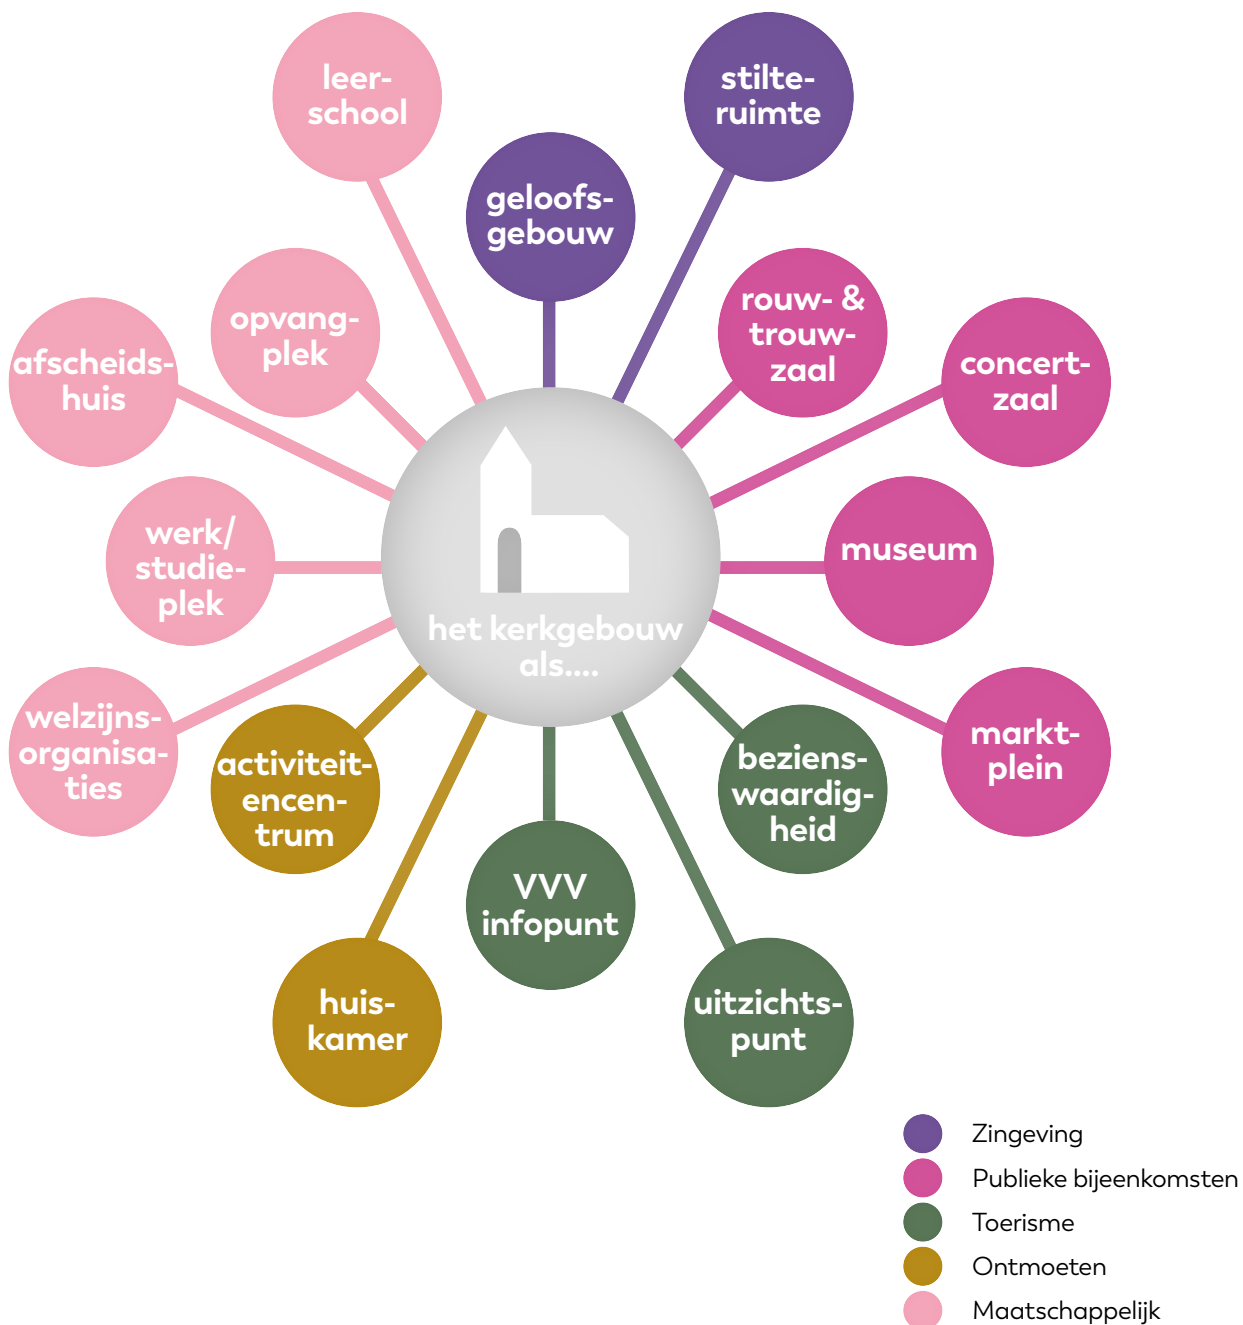 leer-
school
stilte-
ruimte
geloofs-
gebouw
opvang-
plek
rouw- &
trouw-
zaal
afscheids-
huis
concert-
zaal
werk/
studie-
plek
museum
het kerkgebouw
als....
welzijns-
organisa-
ties
activiteit-
encen-
trum
beziens-
waardig-
heid
markt-
plein
VVV
infopunt
huis-
kamer
uitzichts-
punt
Zingeving
Publieke bijeenkomsten
Toerisme
Ontmoeten
Maatschappelijk